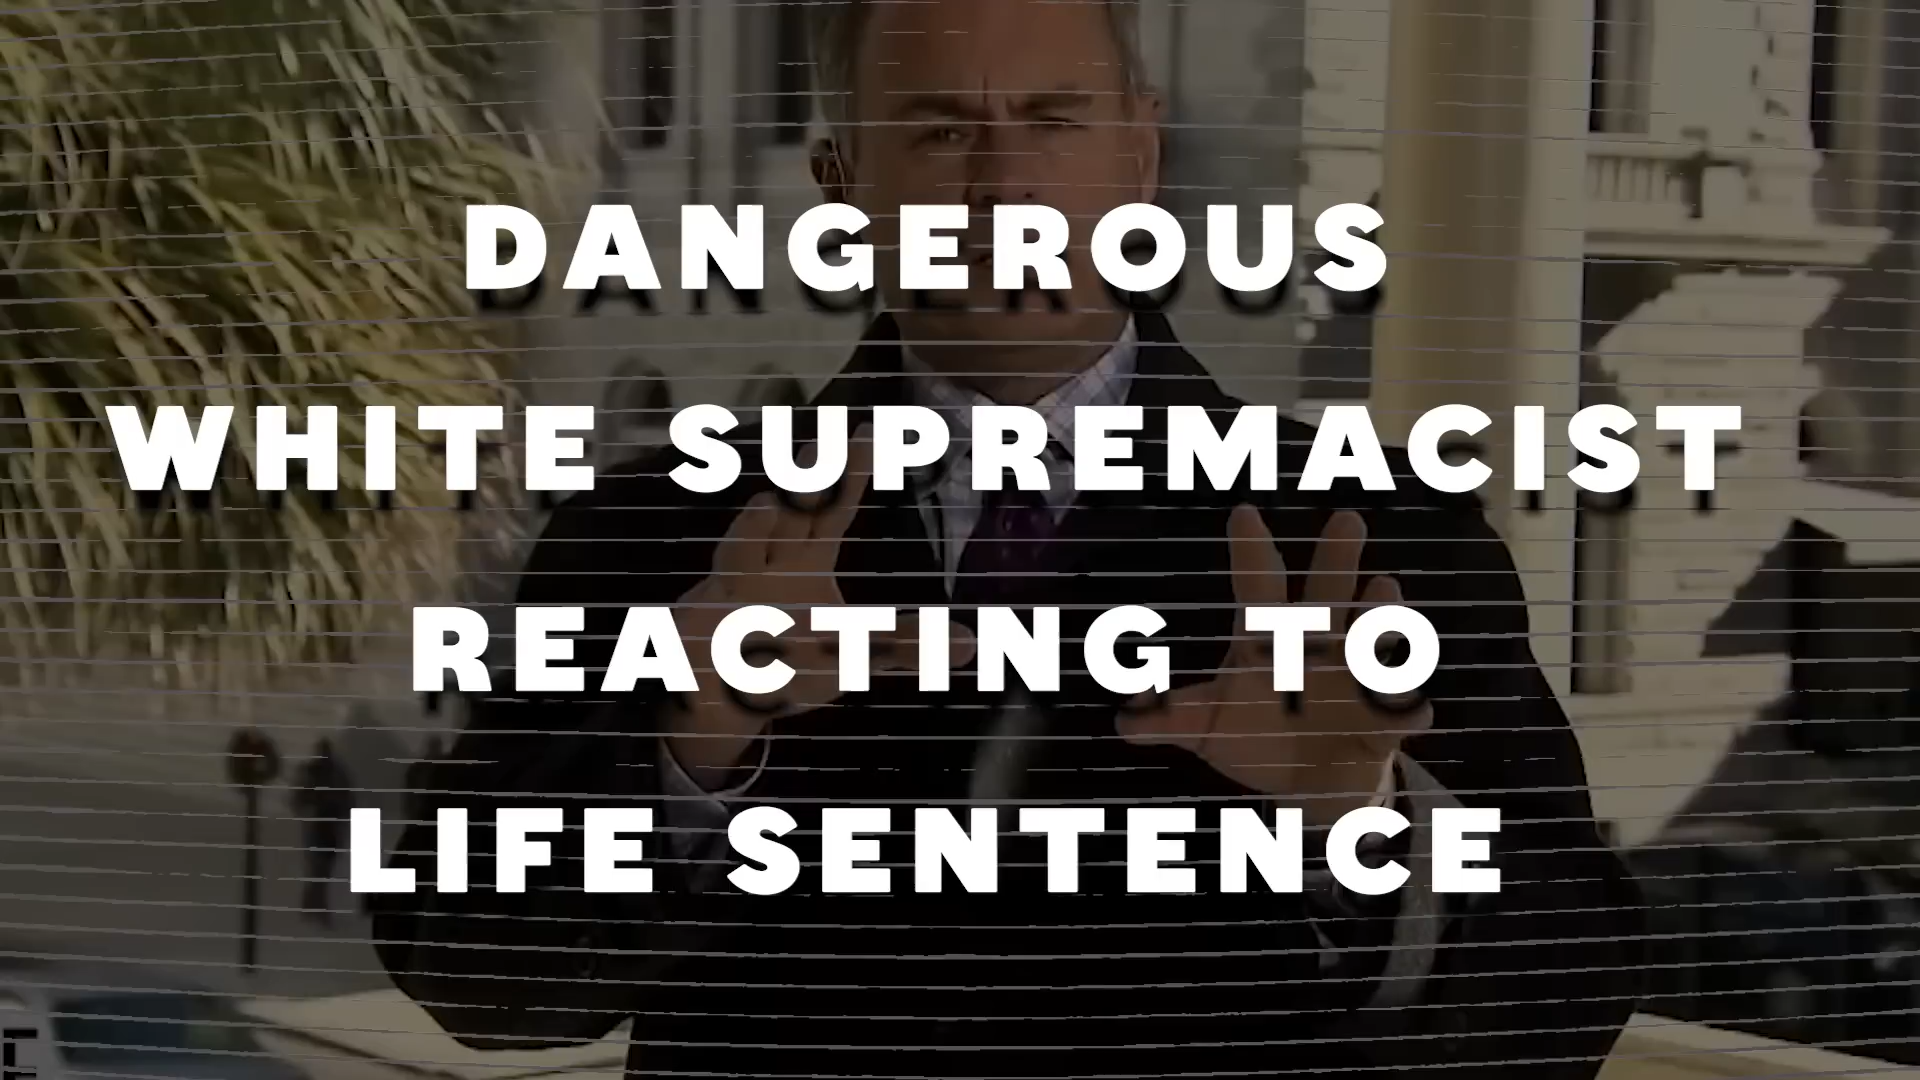 DANGEROUS
WHITE SUPREMACIST
REACTING TO
LIFE SENTENCE